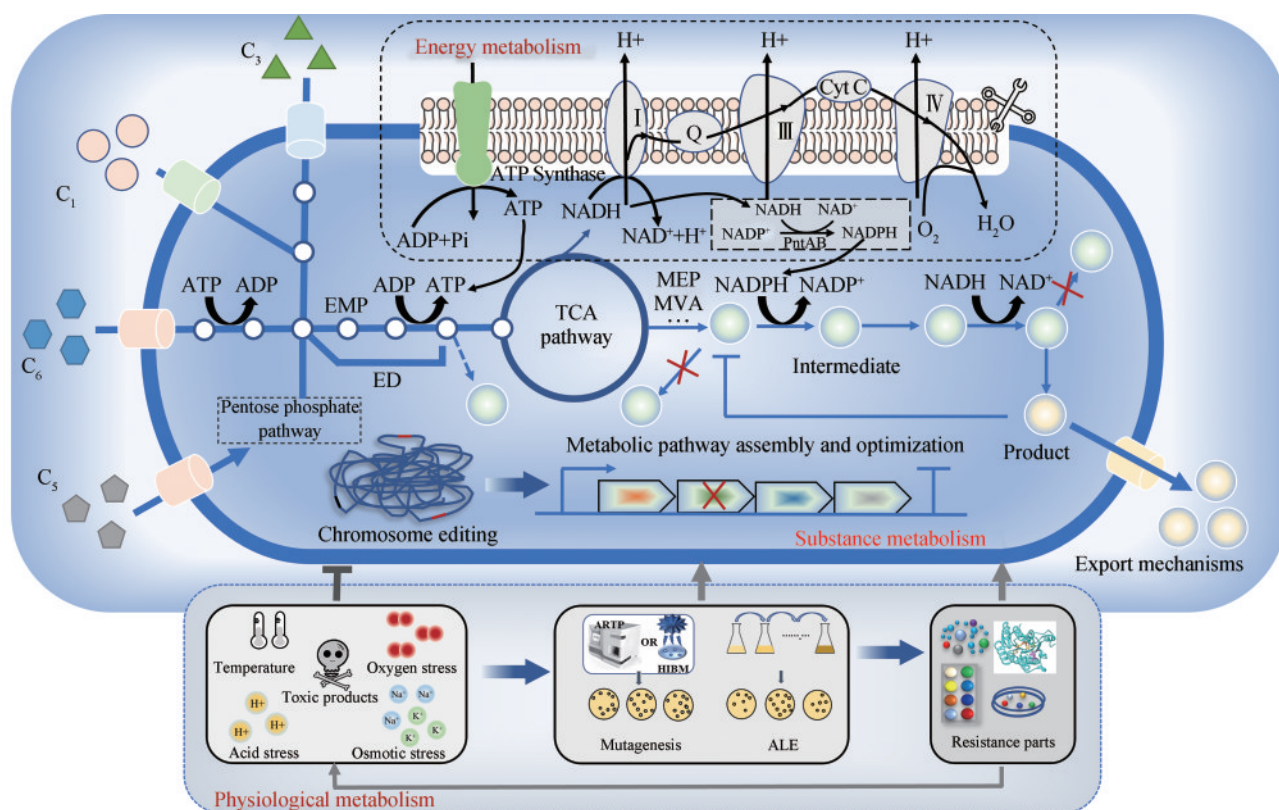 C₃
Energy metabolism
H+
H+
H+
Cyt C
I
Q
III
IV
C₁
ATP Synthase
ATP
ADP+Pi
NADH
NAD⁺+H⁺
NADH
NAD⁺
NADP⁺
PntAB
NADPH
O₂
H₂O
ATP
ADP
EMP
ADP
ATP
TCA
pathway
MEP
MVA
...
NADPH
NADP⁺
NADH
NAD⁺
C₆
ED
Intermediate
Pentose phosphate
pathway
Metabolic pathway assembly and optimization
Product
C₅
Chromosome editing
Substance metabolism
Export mechanisms
Temperature
Oxygen stress
Toxic products
H+
H+
H+
Acid stress
Na⁺
Na⁺
Na⁺
K⁺
K⁺
K⁺
Osmotic stress
ARTP
OR
HIBM
Mutagenesis
ALE
Resistance parts
Physiological metabolism